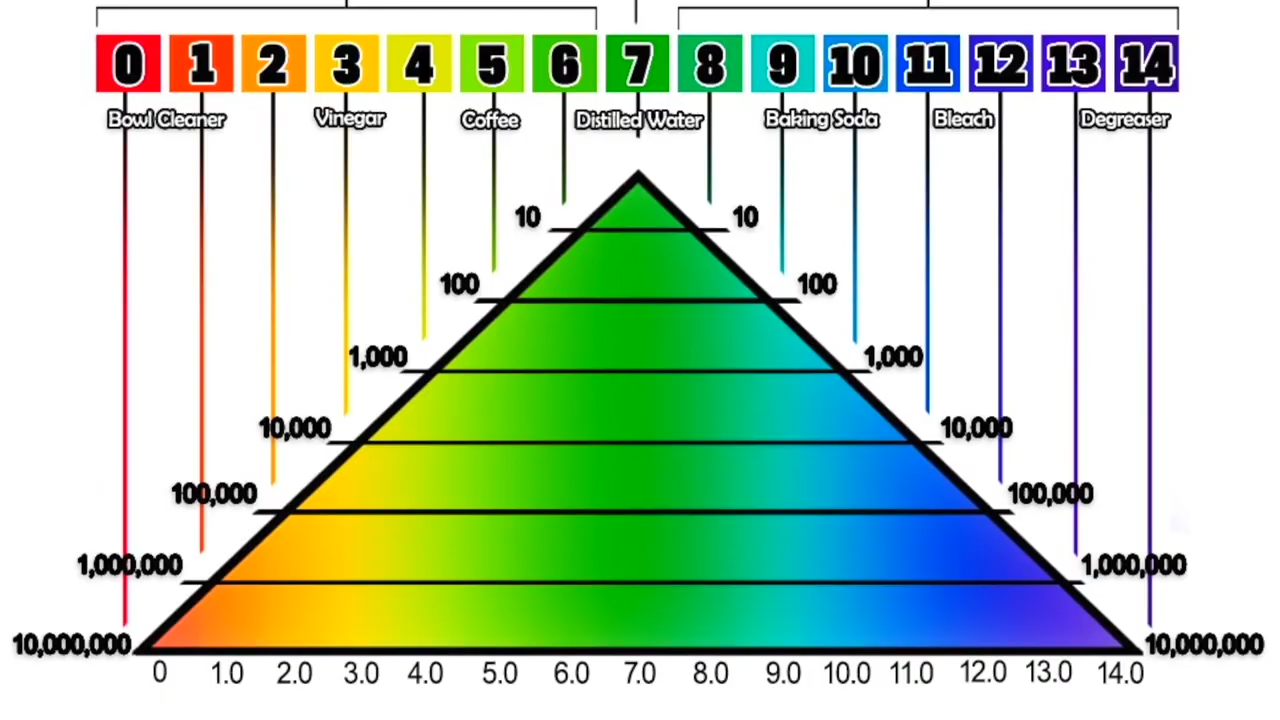 0 1 2 3 4 5 6 7 8 9 10 11 12 13 14
Bowl Cleaner Vinegar Coffee Distilled Water Baking Soda Bleach Degreaser
10 10
100 100
1,000 1,000
10,000 10,000
100,000 100,000
1,000,000 1,000,000
10,000,000 10,000,000
0 1.0 2.0 3.0 4.0 5.0 6.0 7.0 8.0 9.0 10.0 11.0 12.0 13.0 14.0